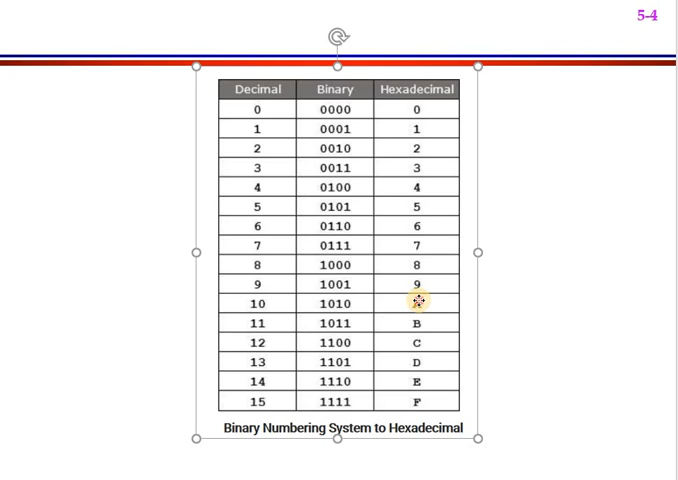 5-4
Decimal Binary Hexadecimal
0 0000 0
1 0001 1
2 0010 2
3 0011 3
4 0100 4
5 0101 5
6 0110 6
7 0111 7
8 1000 8
9 1001 9
10 1010
11 1011 B
12 1100 C
13 1101 D
14 1110 E
15 1111 F
Binary Numbering System to Hexadecimal